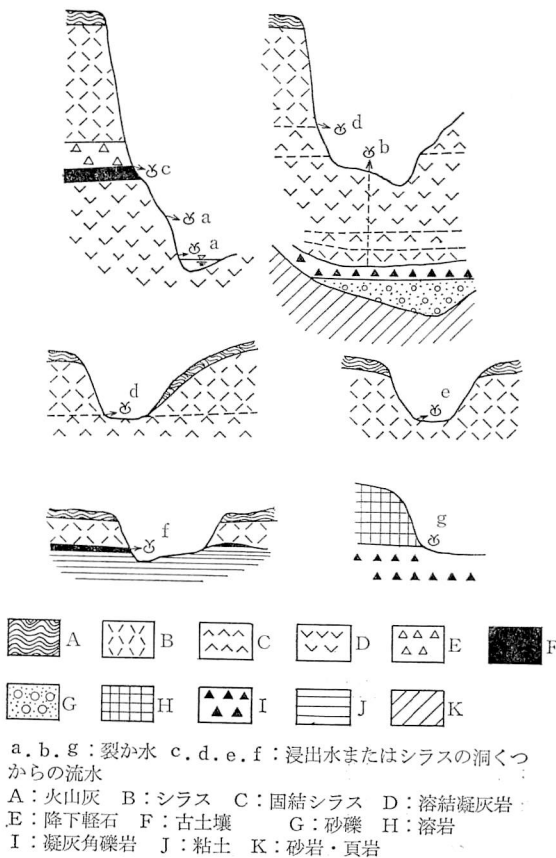 d
c
b
a
a
d
e
f
g
A B C D E F
G H I J K
a.b.g：裂か水 c.d.e.f：浸出水またはシラスの洞くつ
からの流水
A：火山灰 B：シラス C：固結シラス D：溶結凝灰岩
E：降下軽石 F：古土壤 G：砂礫 H：溶岩
I：凝灰角礫岩 J：粘土 K：砂岩・頁岩